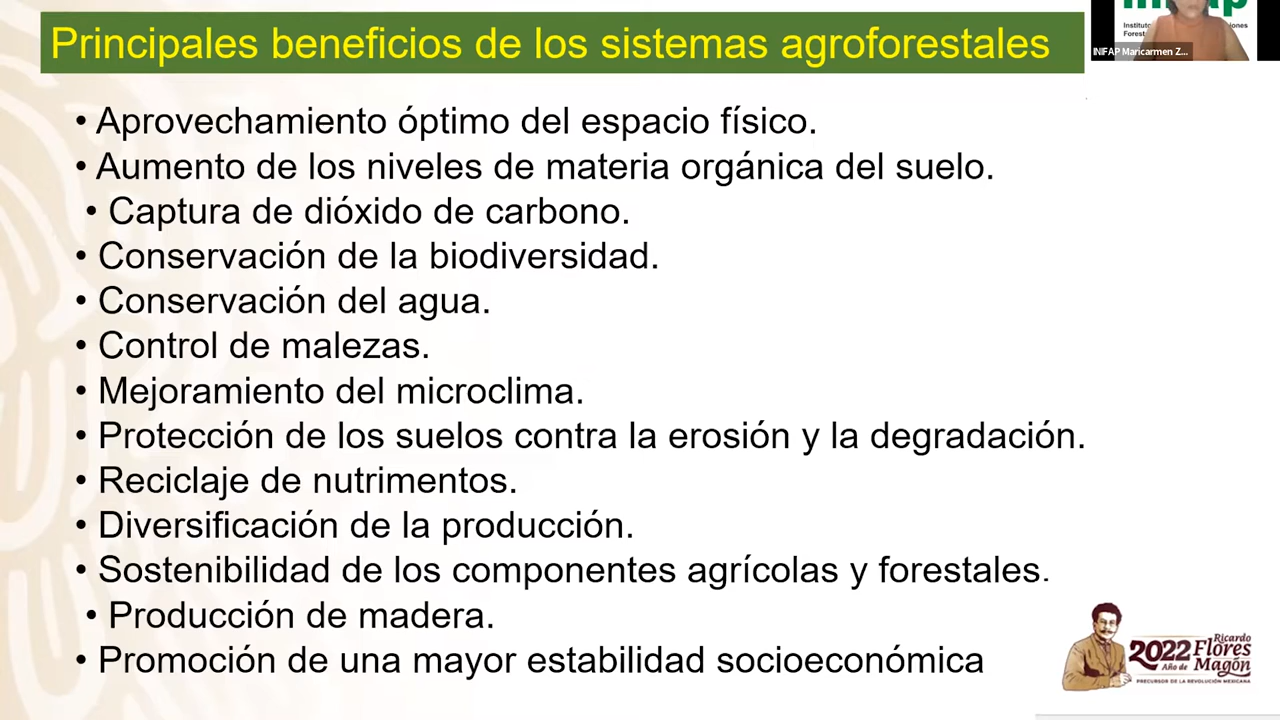 Principales beneficios de los sistemas agroforestales
INIFAP Maricarmen Z...
• Aprovechamiento óptimo del espacio físico.
• Aumento de los niveles de materia orgánica del suelo.
• Captura de dióxido de carbono.
• Conservación de la biodiversidad.
• Conservación del agua.
• Control de malezas.
• Mejoramiento del microclima.
• Protección de los suelos contra la erosión y la degradación.
• Reciclaje de nutrimentos.
• Diversificación de la producción.
• Sostenibilidad de los componentes agrícolas y forestales.
• Producción de madera.
• Promoción de una mayor estabilidad socioeconómica
2022 Ricardo Flores
Año de Magón
PRECURSOR DE LA REVOLUCIÓN MEXICANA